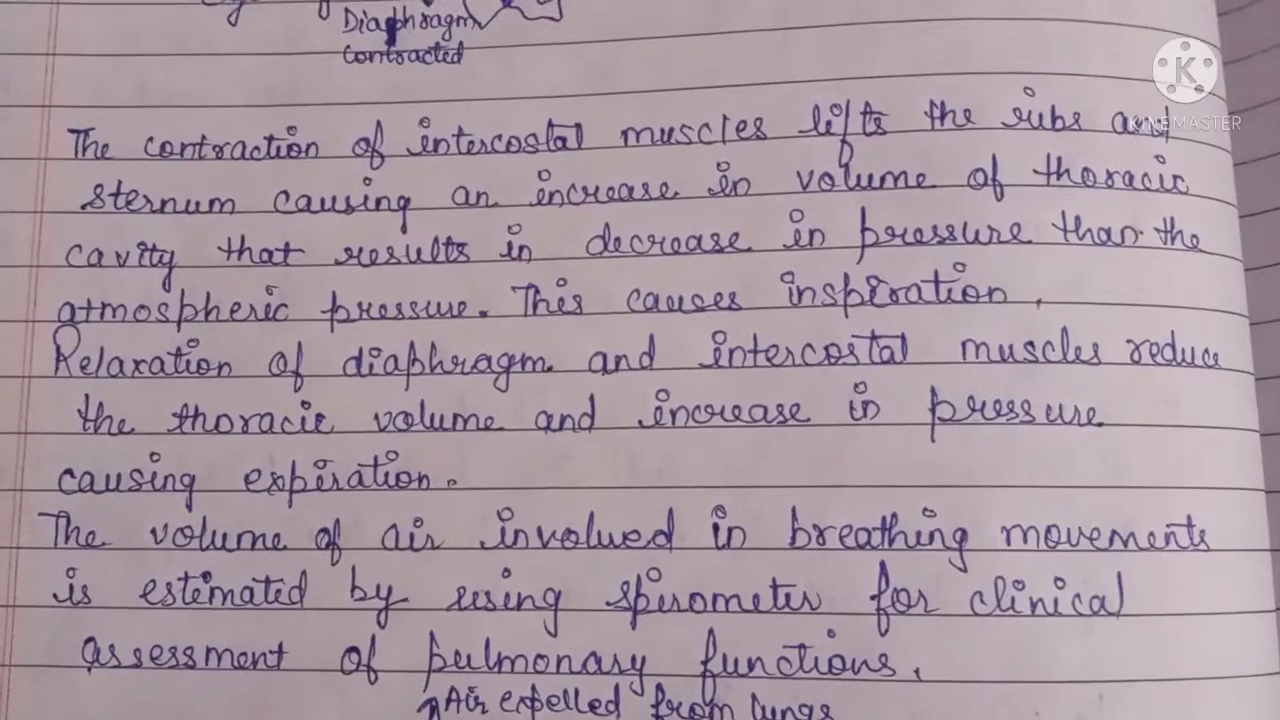 Diaphragm
contracted
K
KINEMASTER
The contraction of intercostal muscles lifts the ribs and
sternum causing an increase in volume of thoracic
cavity that results in decrease in pressure than the
atmospheric pressure. This causes inspiration.
Relaxation of diaphragm and intercostal muscles reduce
the thoracic volume and increase in pressure
causing expiration.
The volume of air involved in breathing movements
is estimated by using spirometer for clinical
assessment of pulmonary functions.
Air expelled from lungs